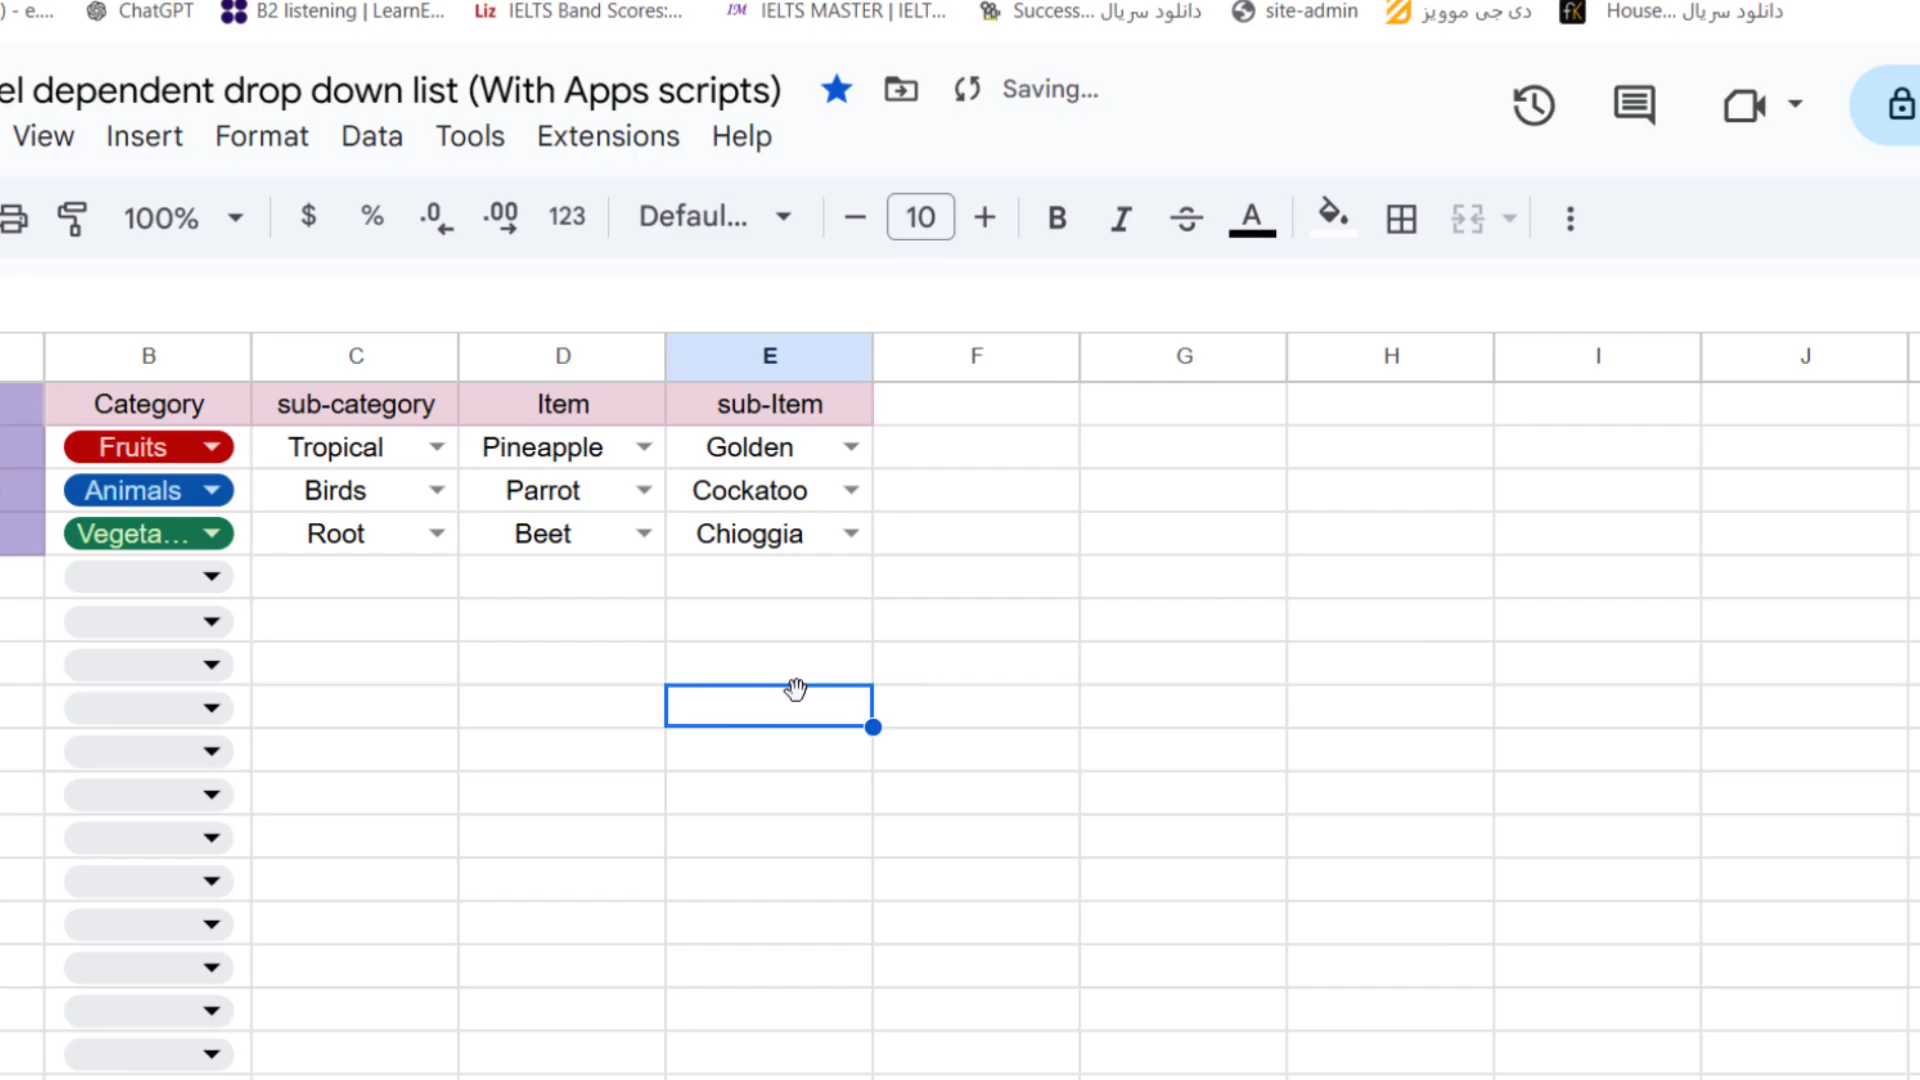 ) - e.... ChatGPT B2 listening | LearnE... Liz IELTS Band Scores:... IM IELTS MASTER | IELT... Success... دانلود سریال site-admin دی جی موویز fK House... دانلود سریال
el dependent drop down list (With Apps scripts) Saving...
View Insert Format Data Tools Extensions Help
100% $ % .0 .00 123 Defaul... 10 B I S A
B C D E F G H I J
Category sub-category Item sub-Item
Fruits Tropical Pineapple Golden
Animals Birds Parrot Cockatoo
Vegeta... Root Beet Chioggia